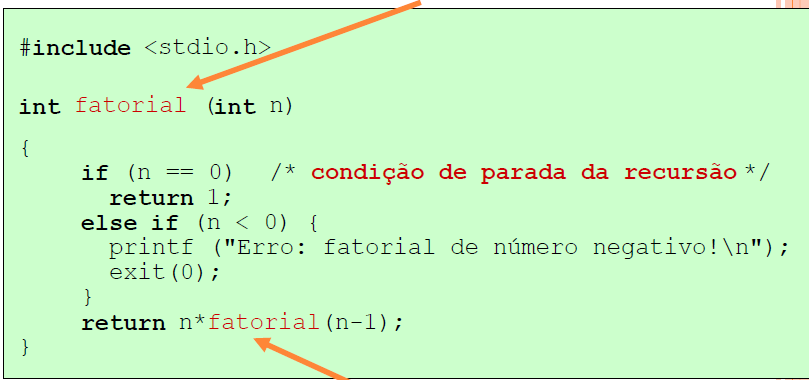 #include <stdio.h>
int fatorial (int n)
{
if (n == 0) /* condição de parada da recursão */
return 1;
else if (n < 0) {
printf ("Erro: fatorial de número negativo!\n");
exit(0);
}
return n*fatorial(n-1);
}